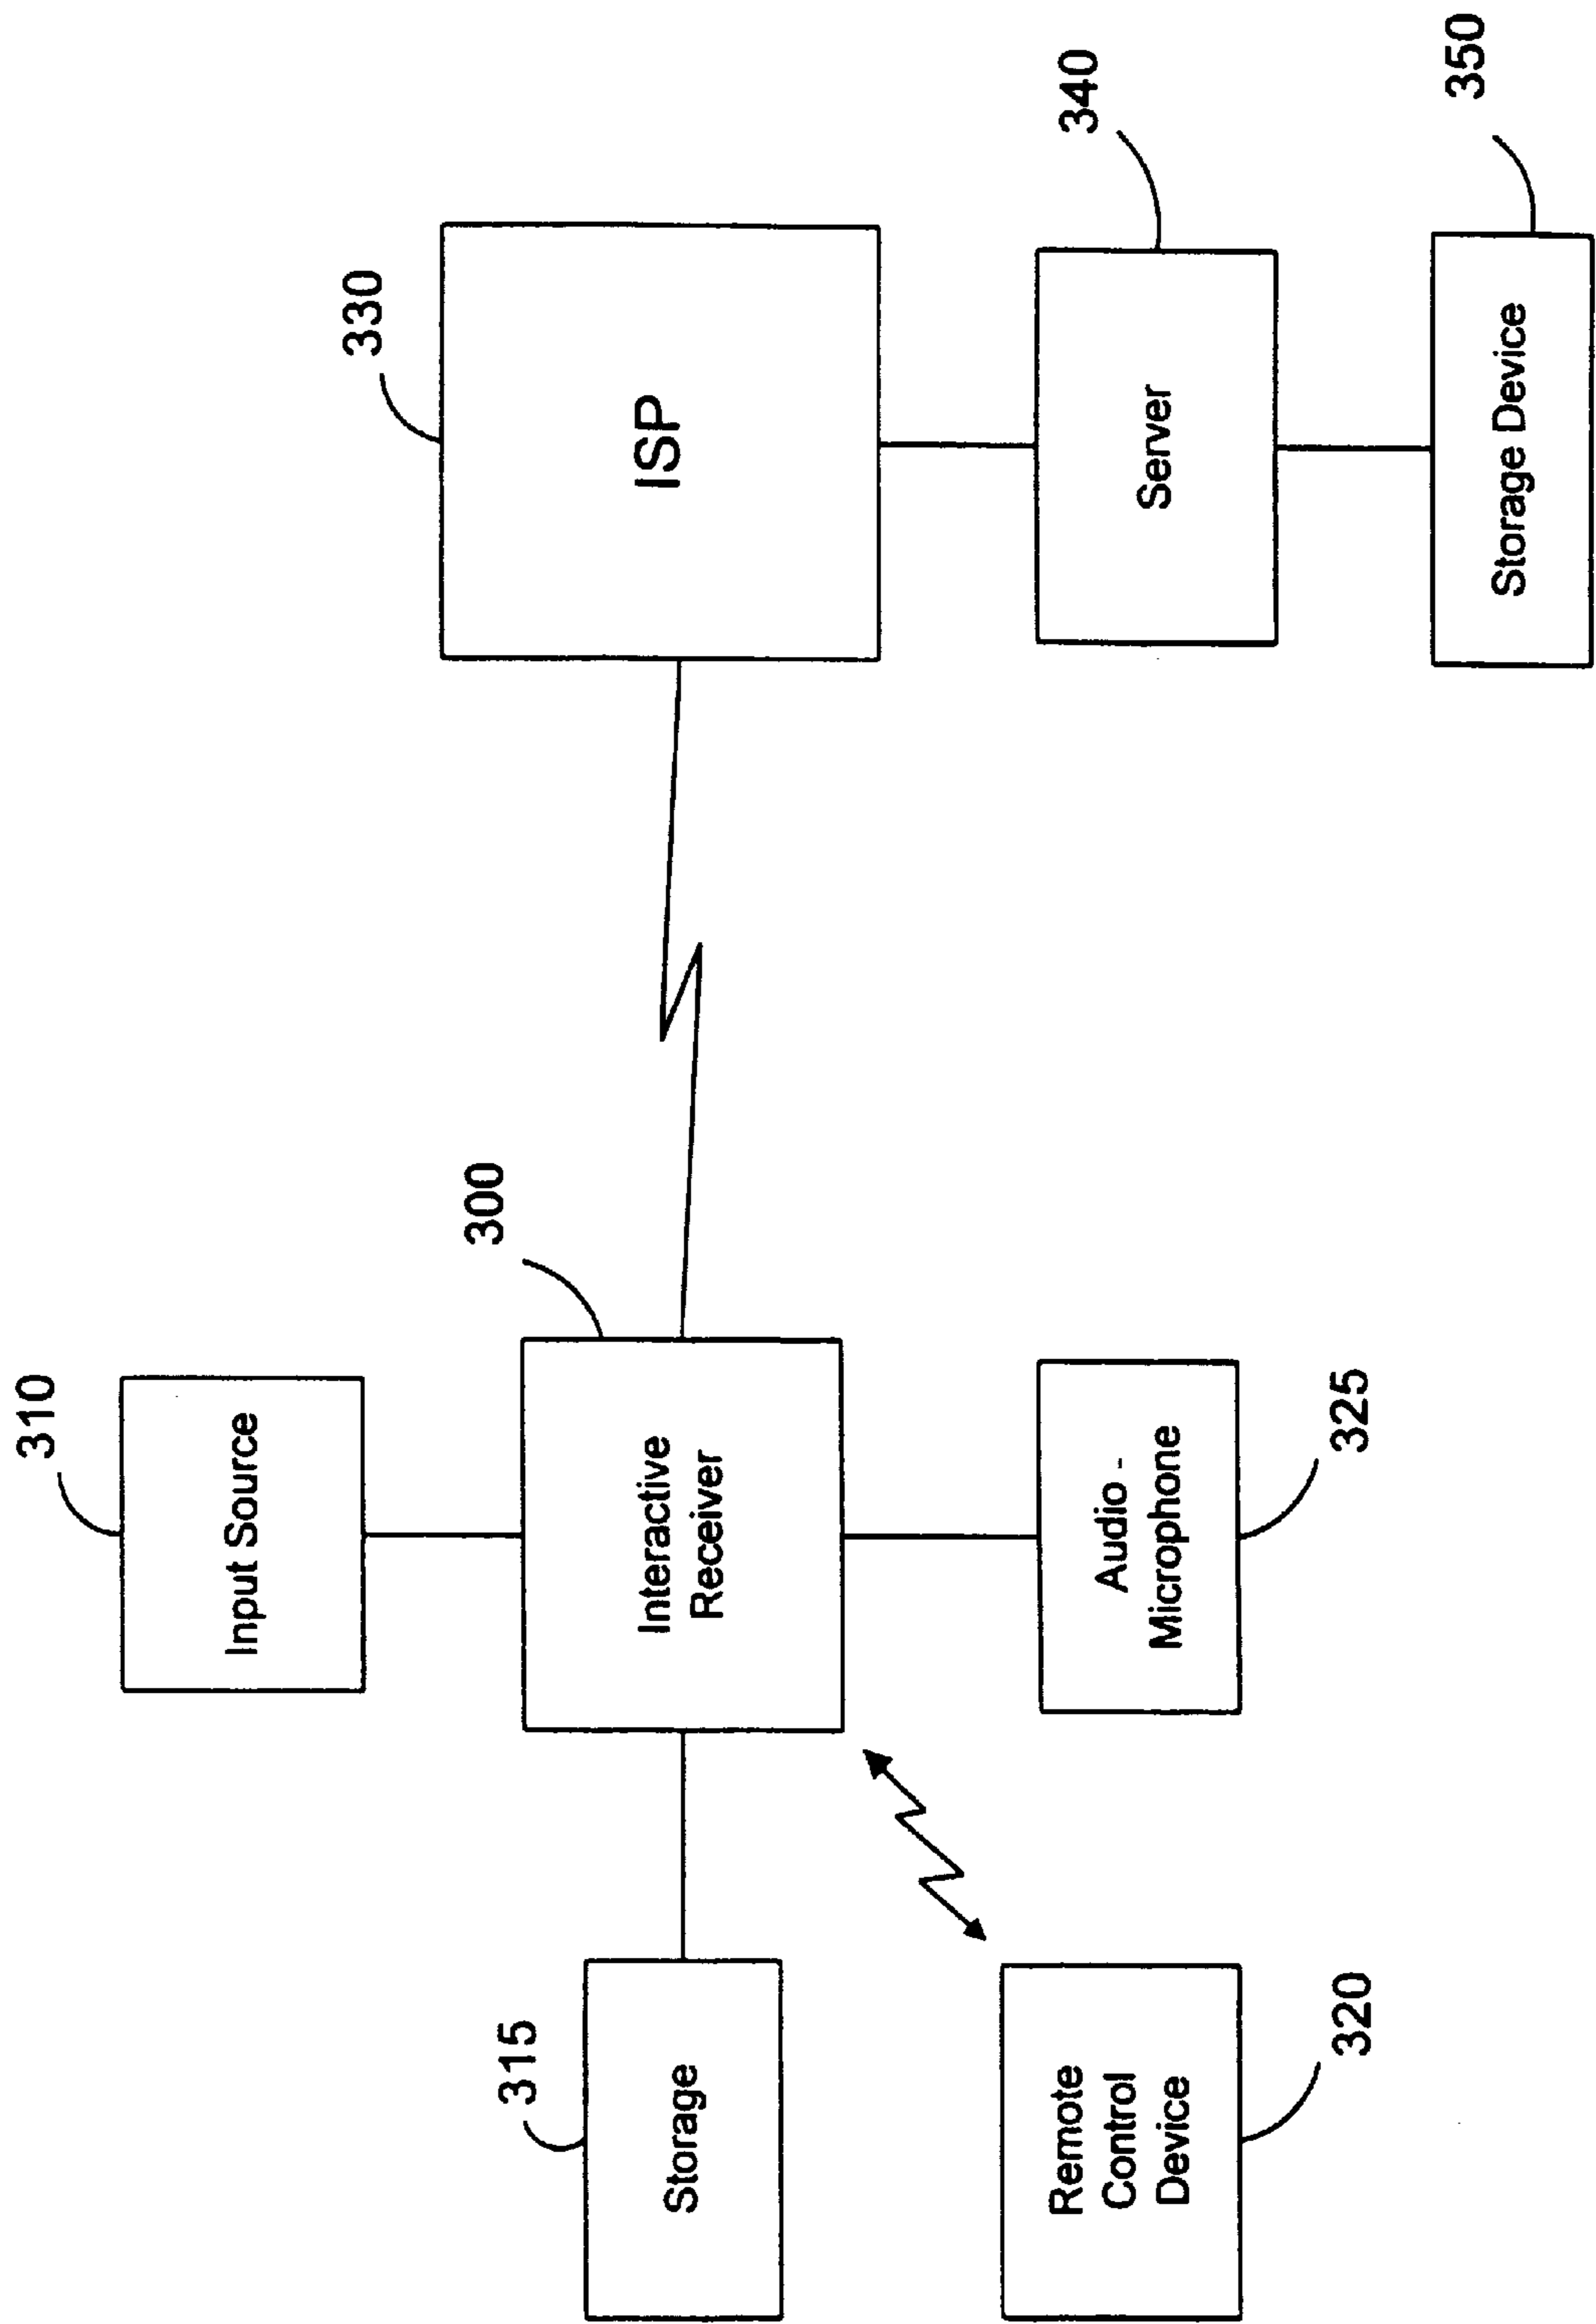 310
Input Source
300
Interactive
Receiver
315
Storage
Audio -
Microphone
325
Remote
Control
Device
320
330
ISP
340
Server
350
Storage Device